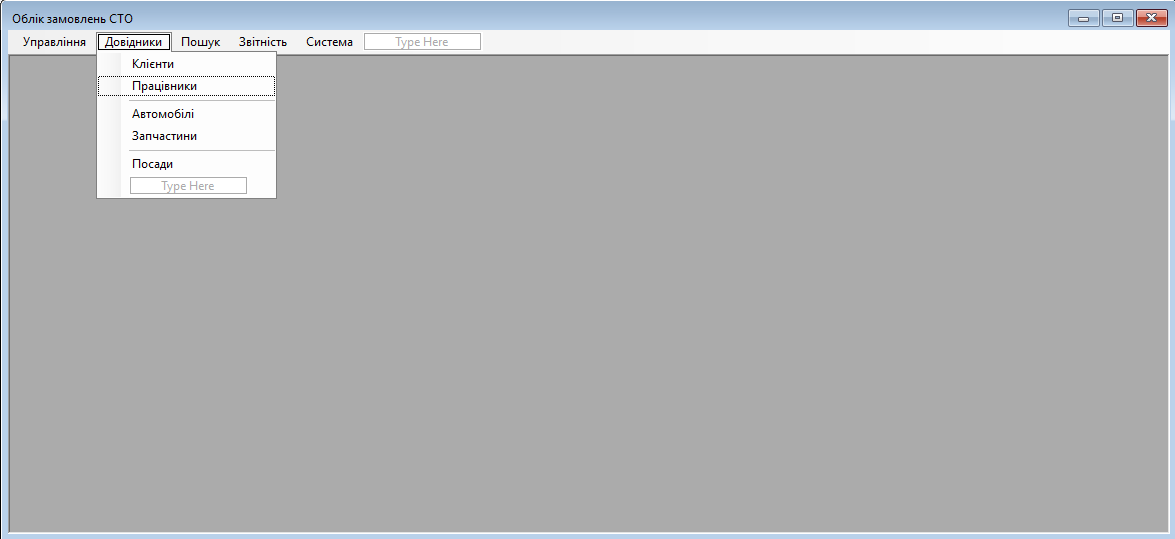 Облік замовлень СТО
Управління Довідники Пошук Звітність Система Type Here
Клієнти
Працівники
Автомобілі
Запчастини
Посади
Type Here